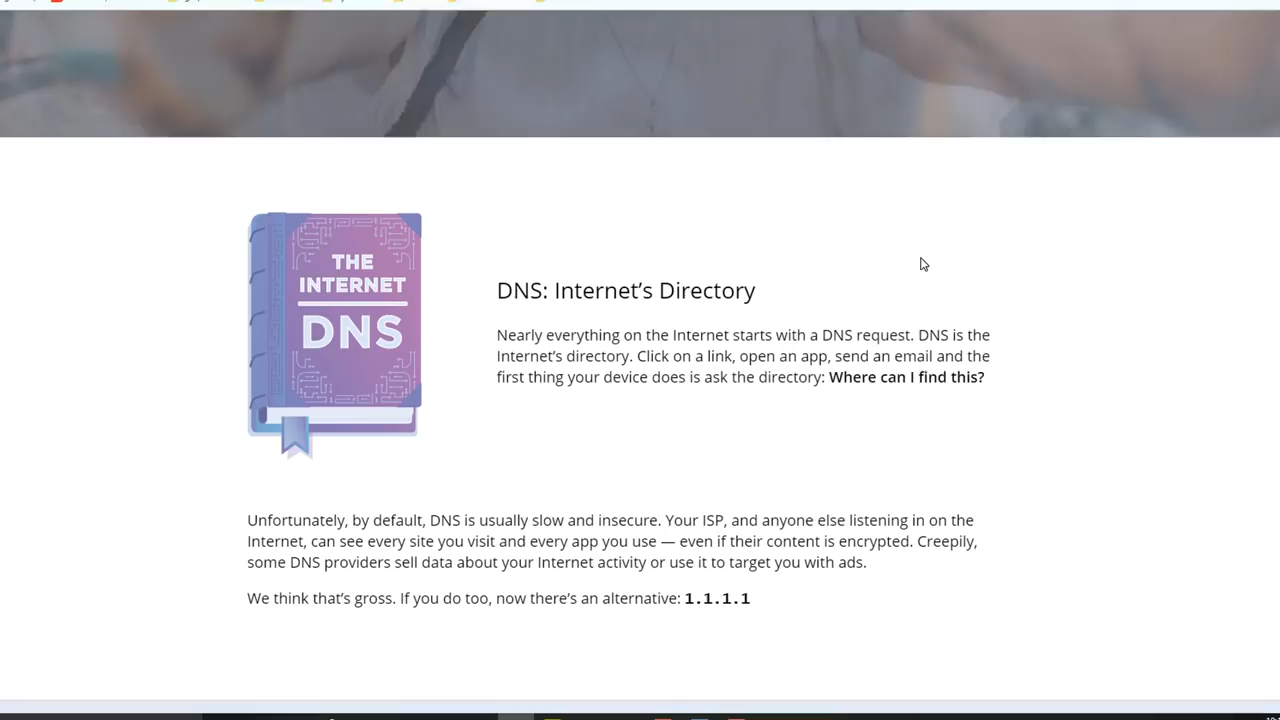 THE
INTERNET
DNS
DNS: Internet’s Directory
Nearly everything on the Internet starts with a DNS request. DNS is the
Internet’s directory. Click on a link, open an app, send an email and the
first thing your device does is ask the directory: Where can I find this?
Unfortunately, by default, DNS is usually slow and insecure. Your ISP, and anyone else listening in on the
Internet, can see every site you visit and every app you use — even if their content is encrypted. Creepily,
some DNS providers sell data about your Internet activity or use it to target you with ads.
We think that’s gross. If you do too, now there’s an alternative: 1.1.1.1